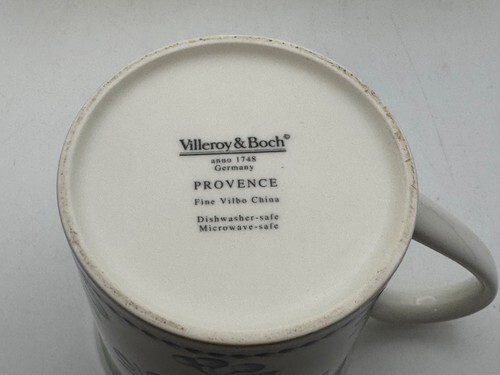 Villeroy & Boch©
anno 1748
Germany
PROVENCE
Fine Vilbo China
Dishwasher-safe
Microwave-safe